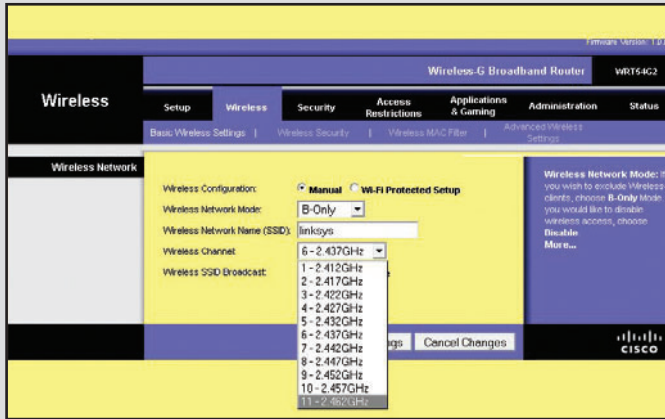 Firmware Version: 1.0.
Wireless-G Broadband Router WRT54G2
Wireless
Setup Wireless Security Access Restrictions Applications & Gaming Administration Status
Basic Wireless Settings | Wireless Security | Wireless MAC Filter | Advanced Wireless Settings
Wireless Network
Wireless Configuration: Manual Wi-Fi Protected Setup
Wireless Network Mode: B-Only
Wireless Network Name (SSID): linksys
Wireless Channel: 6 - 2.437GHz
Wireless SSID Broadcast:
1 - 2.412GHz
2 - 2.417GHz
3 - 2.422GHz
4 - 2.427GHz
5 - 2.432GHz
6 - 2.437GHz
7 - 2.442GHz
8 - 2.447GHz
9 - 2.452GHz
10 - 2.457GHz
11 - 2.462GHz
Wireless Network Mode: If
you wish to exclude Wireless-
clients, choose B-Only Mode.
you would like to disable
wireless access, choose
Disable
More...
ngs Cancel Changes
CISCO